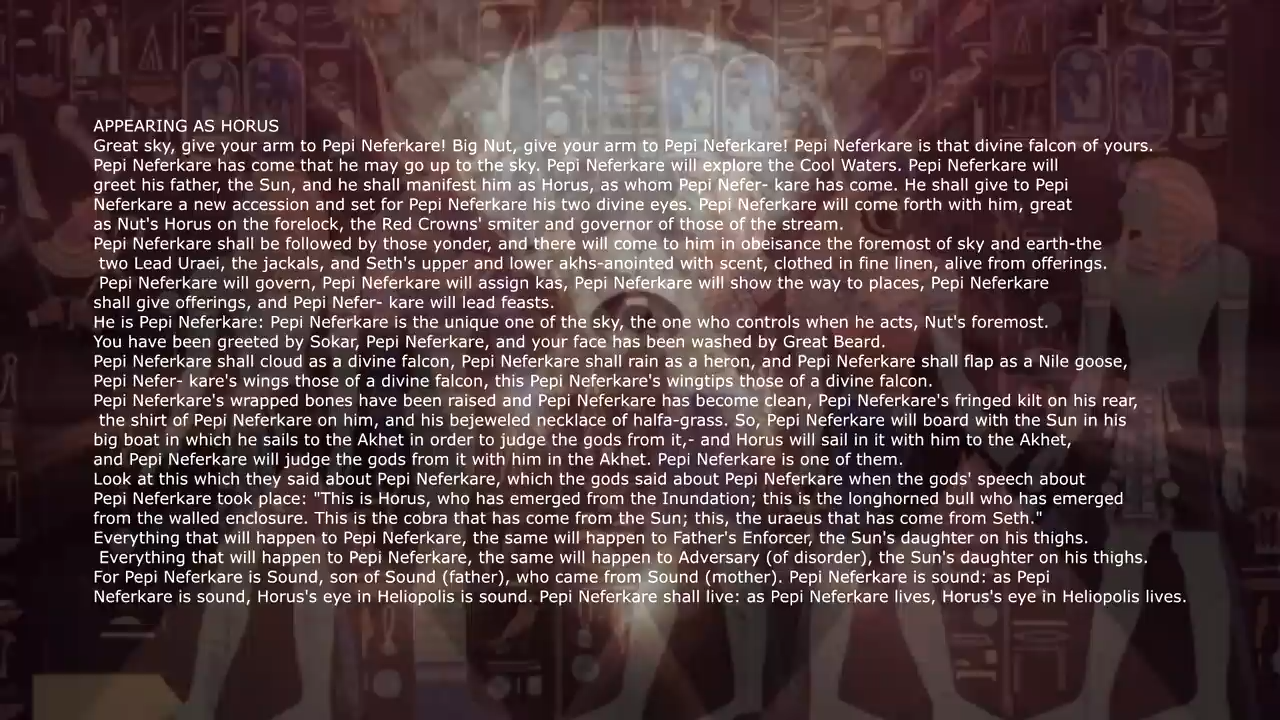 APPEARING AS HORUS
Great sky, give your arm to Pepi Neferkare! Big Nut, give your arm to Pepi Neferkare! Pepi Neferkare is that divine falcon of yours.
Pepi Neferkare has come that he may go up to the sky. Pepi Neferkare will explore the Cool Waters. Pepi Neferkare will
greet his father, the Sun, and he shall manifest him as Horus, as whom Pepi Nefer- kare has come. He shall give to Pepi
Neferkare a new accession and set for Pepi Neferkare his two divine eyes. Pepi Neferkare will come forth with him, great
as Nut's Horus on the forelock, the Red Crowns' smiter and governor of those of the stream.
Pepi Neferkare shall be followed by those yonder, and there will come to him in obeisance the foremost of sky and earth-the
two Lead Uraei, the jackals, and Seth's upper and lower akhs-anointed with scent, clothed in fine linen, alive from offerings.
Pepi Neferkare will govern, Pepi Neferkare will assign kas, Pepi Neferkare will show the way to places, Pepi Neferkare
shall give offerings, and Pepi Nefer- kare will lead feasts.
He is Pepi Neferkare: Pepi Neferkare is the unique one of the sky, the one who controls when he acts, Nut's foremost.
You have been greeted by Sokar, Pepi Neferkare, and your face has been washed by Great Beard.
Pepi Neferkare shall cloud as a divine falcon, Pepi Neferkare shall rain as a heron, and Pepi Neferkare shall flap as a Nile goose,
Pepi Nefer- kare's wings those of a divine falcon, this Pepi Neferkare's wingtips those of a divine falcon.
Pepi Neferkare's wrapped bones have been raised and Pepi Neferkare has become clean, Pepi Neferkare's fringed kilt on his rear,
the shirt of Pepi Neferkare on him, and his bejeweled necklace of halfa-grass. So, Pepi Neferkare will board with the Sun in his
big boat in which he sails to the Akhet in order to judge the gods from it,- and Horus will sail in it with him to the Akhet,
and Pepi Neferkare will judge the gods from it with him in the Akhet. Pepi Neferkare is one of them.
Look at this which they said about Pepi Neferkare, which the gods said about Pepi Neferkare when the gods' speech about
Pepi Neferkare took place: "This is Horus, who has emerged from the Inundation; this is the longhorned bull who has emerged
from the walled enclosure. This is the cobra that has come from the Sun; this, the uraeus that has come from Seth."
Everything that will happen to Pepi Neferkare, the same will happen to Father's Enforcer, the Sun's daughter on his thighs.
Everything that will happen to Pepi Neferkare, the same will happen to Adversary (of disorder), the Sun's daughter on his thighs.
For Pepi Neferkare is Sound, son of Sound (father), who came from Sound (mother). Pepi Neferkare is sound: as Pepi
Neferkare is sound, Horus's eye in Heliopolis is sound. Pepi Neferkare shall live: as Pepi Neferkare lives, Horus's eye in Heliopolis lives.